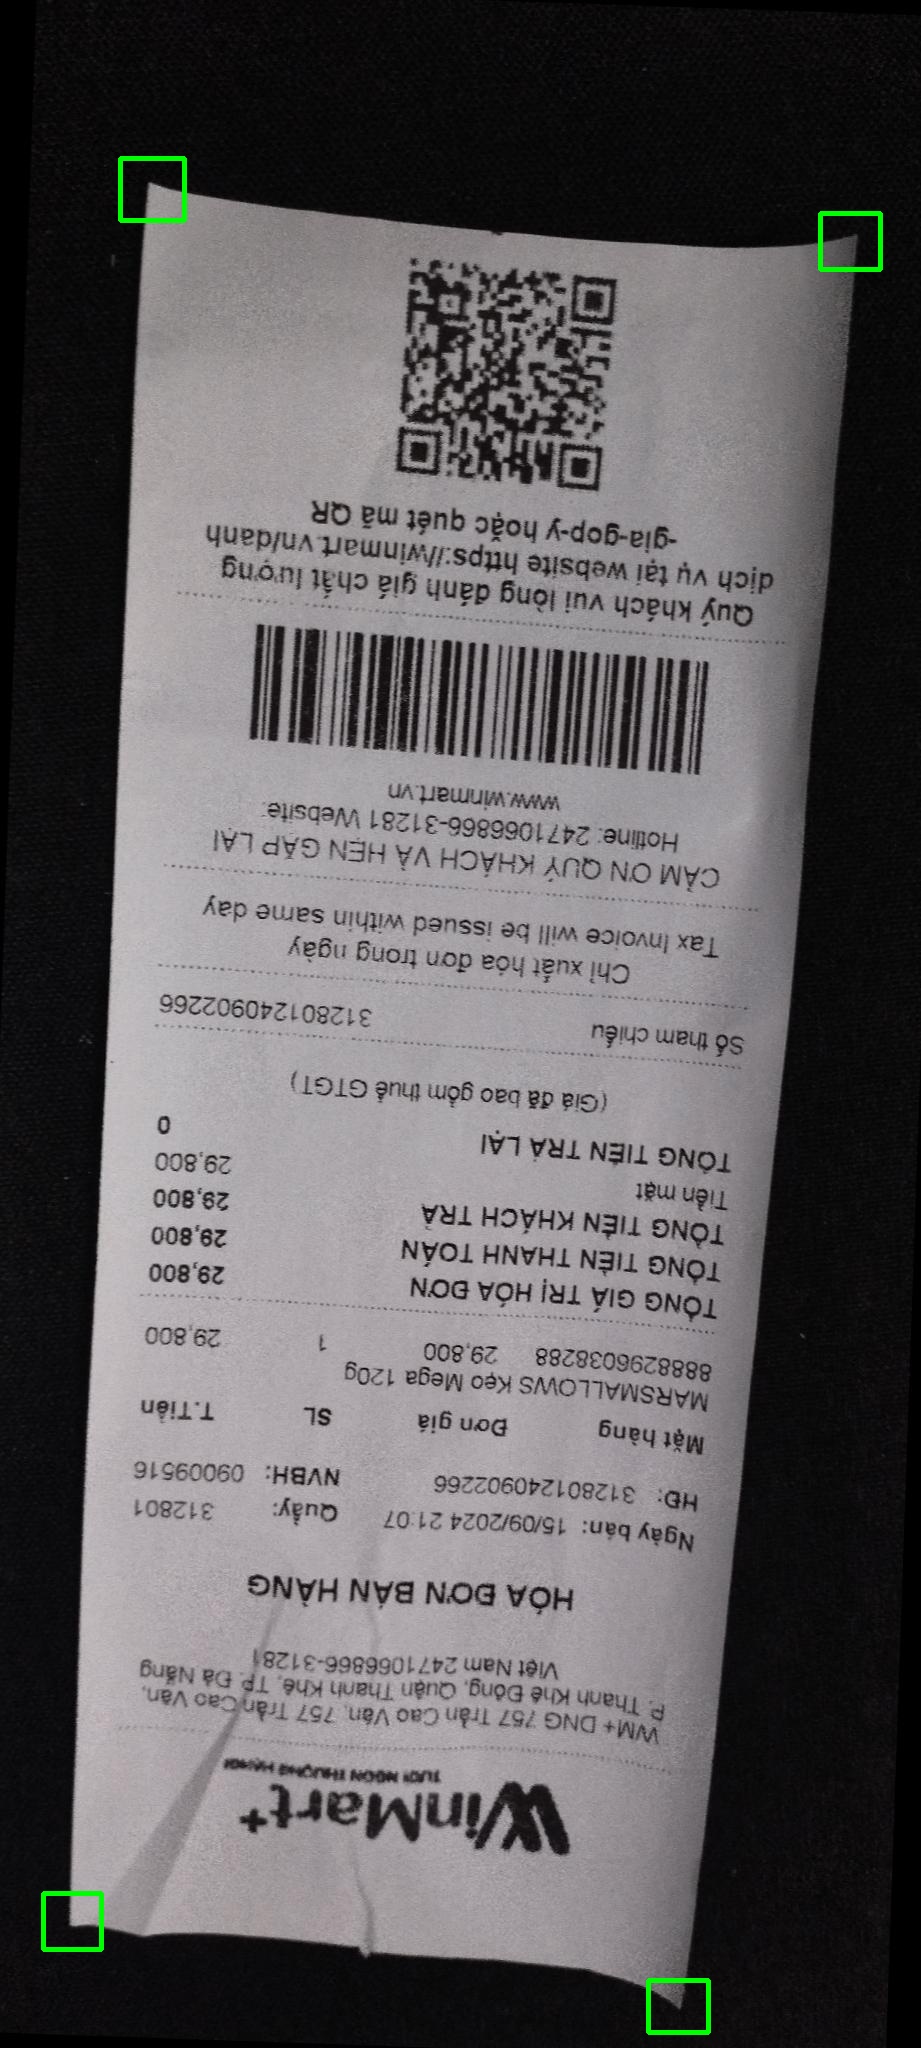 WinMart+
TƯƠI NGON THƯỢNG HẠNG
WM+ DNG 757 Trần Cao Vân, 757 Trần Cao Vân,
P. Thanh Khê Đông, Quận Thanh Khê, TP. Đà Nẵng
Việt Nam 2471066866-31281
HÓA ĐƠN BÁN HÀNG
Ngày bán: 15/09/2024 21:07 Quầy: 312801
HĐ: 312801240902266 NVBH: 09009516
Mặt hàng Đơn giá SL T.Tiền
MARSMALLOWS Kẹo Mega 120g
8888296038288 29,800 1 29,800
TỔNG GIÁ TRỊ HÓA ĐƠN 29,800
TỔNG TIỀN THANH TOÁN 29,800
TỔNG TIỀN KHÁCH TRẢ 29,800
Tiền mặt 29,800
TỔNG TIỀN TRẢ LẠI 0
(Giá đã bao gồm thuế GTGT)
Số tham chiếu 312801240902266
Chỉ xuất hóa đơn trong ngày
Tax Invoice will be issued within same day
CẢM ƠN QUÝ KHÁCH VÀ HẸN GẶP LẠI
Hotline: 2471066866-31281 Website:
www.winmart.vn
Quý khách vui lòng đánh giá chất lượng
dịch vụ tại website https://winmart.vn/danh
-gia-gop-y hoặc quét mã QR